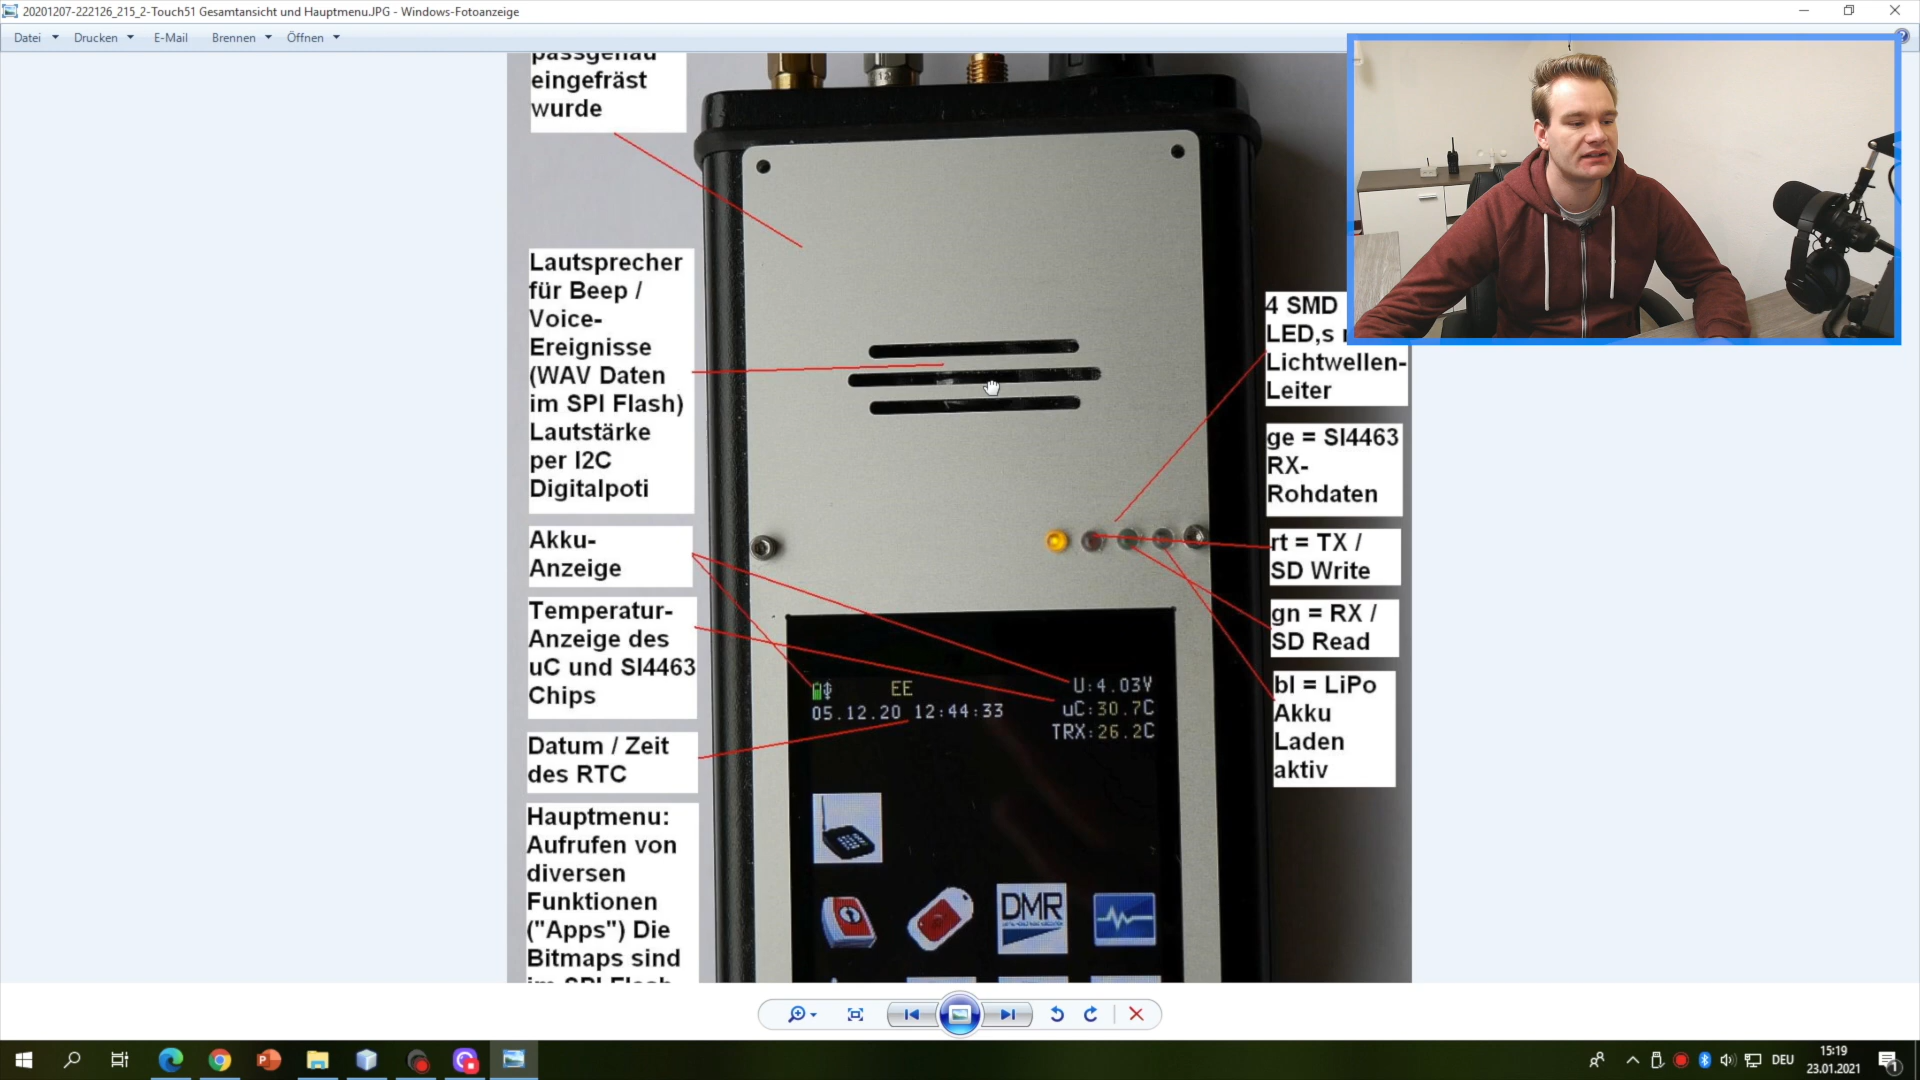 20201207-222126_215_2-Touch51 Gesamtansicht und Hauptmenu.JPG - Windows-Fotoanzeige
Datei Drucken E-Mail Brennen Öffnen
passgenau
eingefräst
wurde
Lautsprecher
für Beep /
Voice-
Ereignisse
(WAV Daten
im SPI Flash)
Lautstärke
per I2C
Digitalpoti
Akku-
Anzeige
Temperatur-
Anzeige des
uC und SI4463
Chips
Datum / Zeit
des RTC
Hauptmenu:
Aufrufen von
diversen
Funktionen
("Apps") Die
Bitmaps sind
im SPI Flash
4 SMD
LED,s
Lichtwellen-
Leiter
ge = SI4463
RX-
Rohdaten
rt = TX /
SD Write
gn = RX /
SD Read
bl = LiPo
Akku
Laden
aktiv
EE
05.12.20 12:44:33
U:4.03V
uC:30.7C
TRX:26.2C
DMR
DEU
15:19
23.01.2021
1